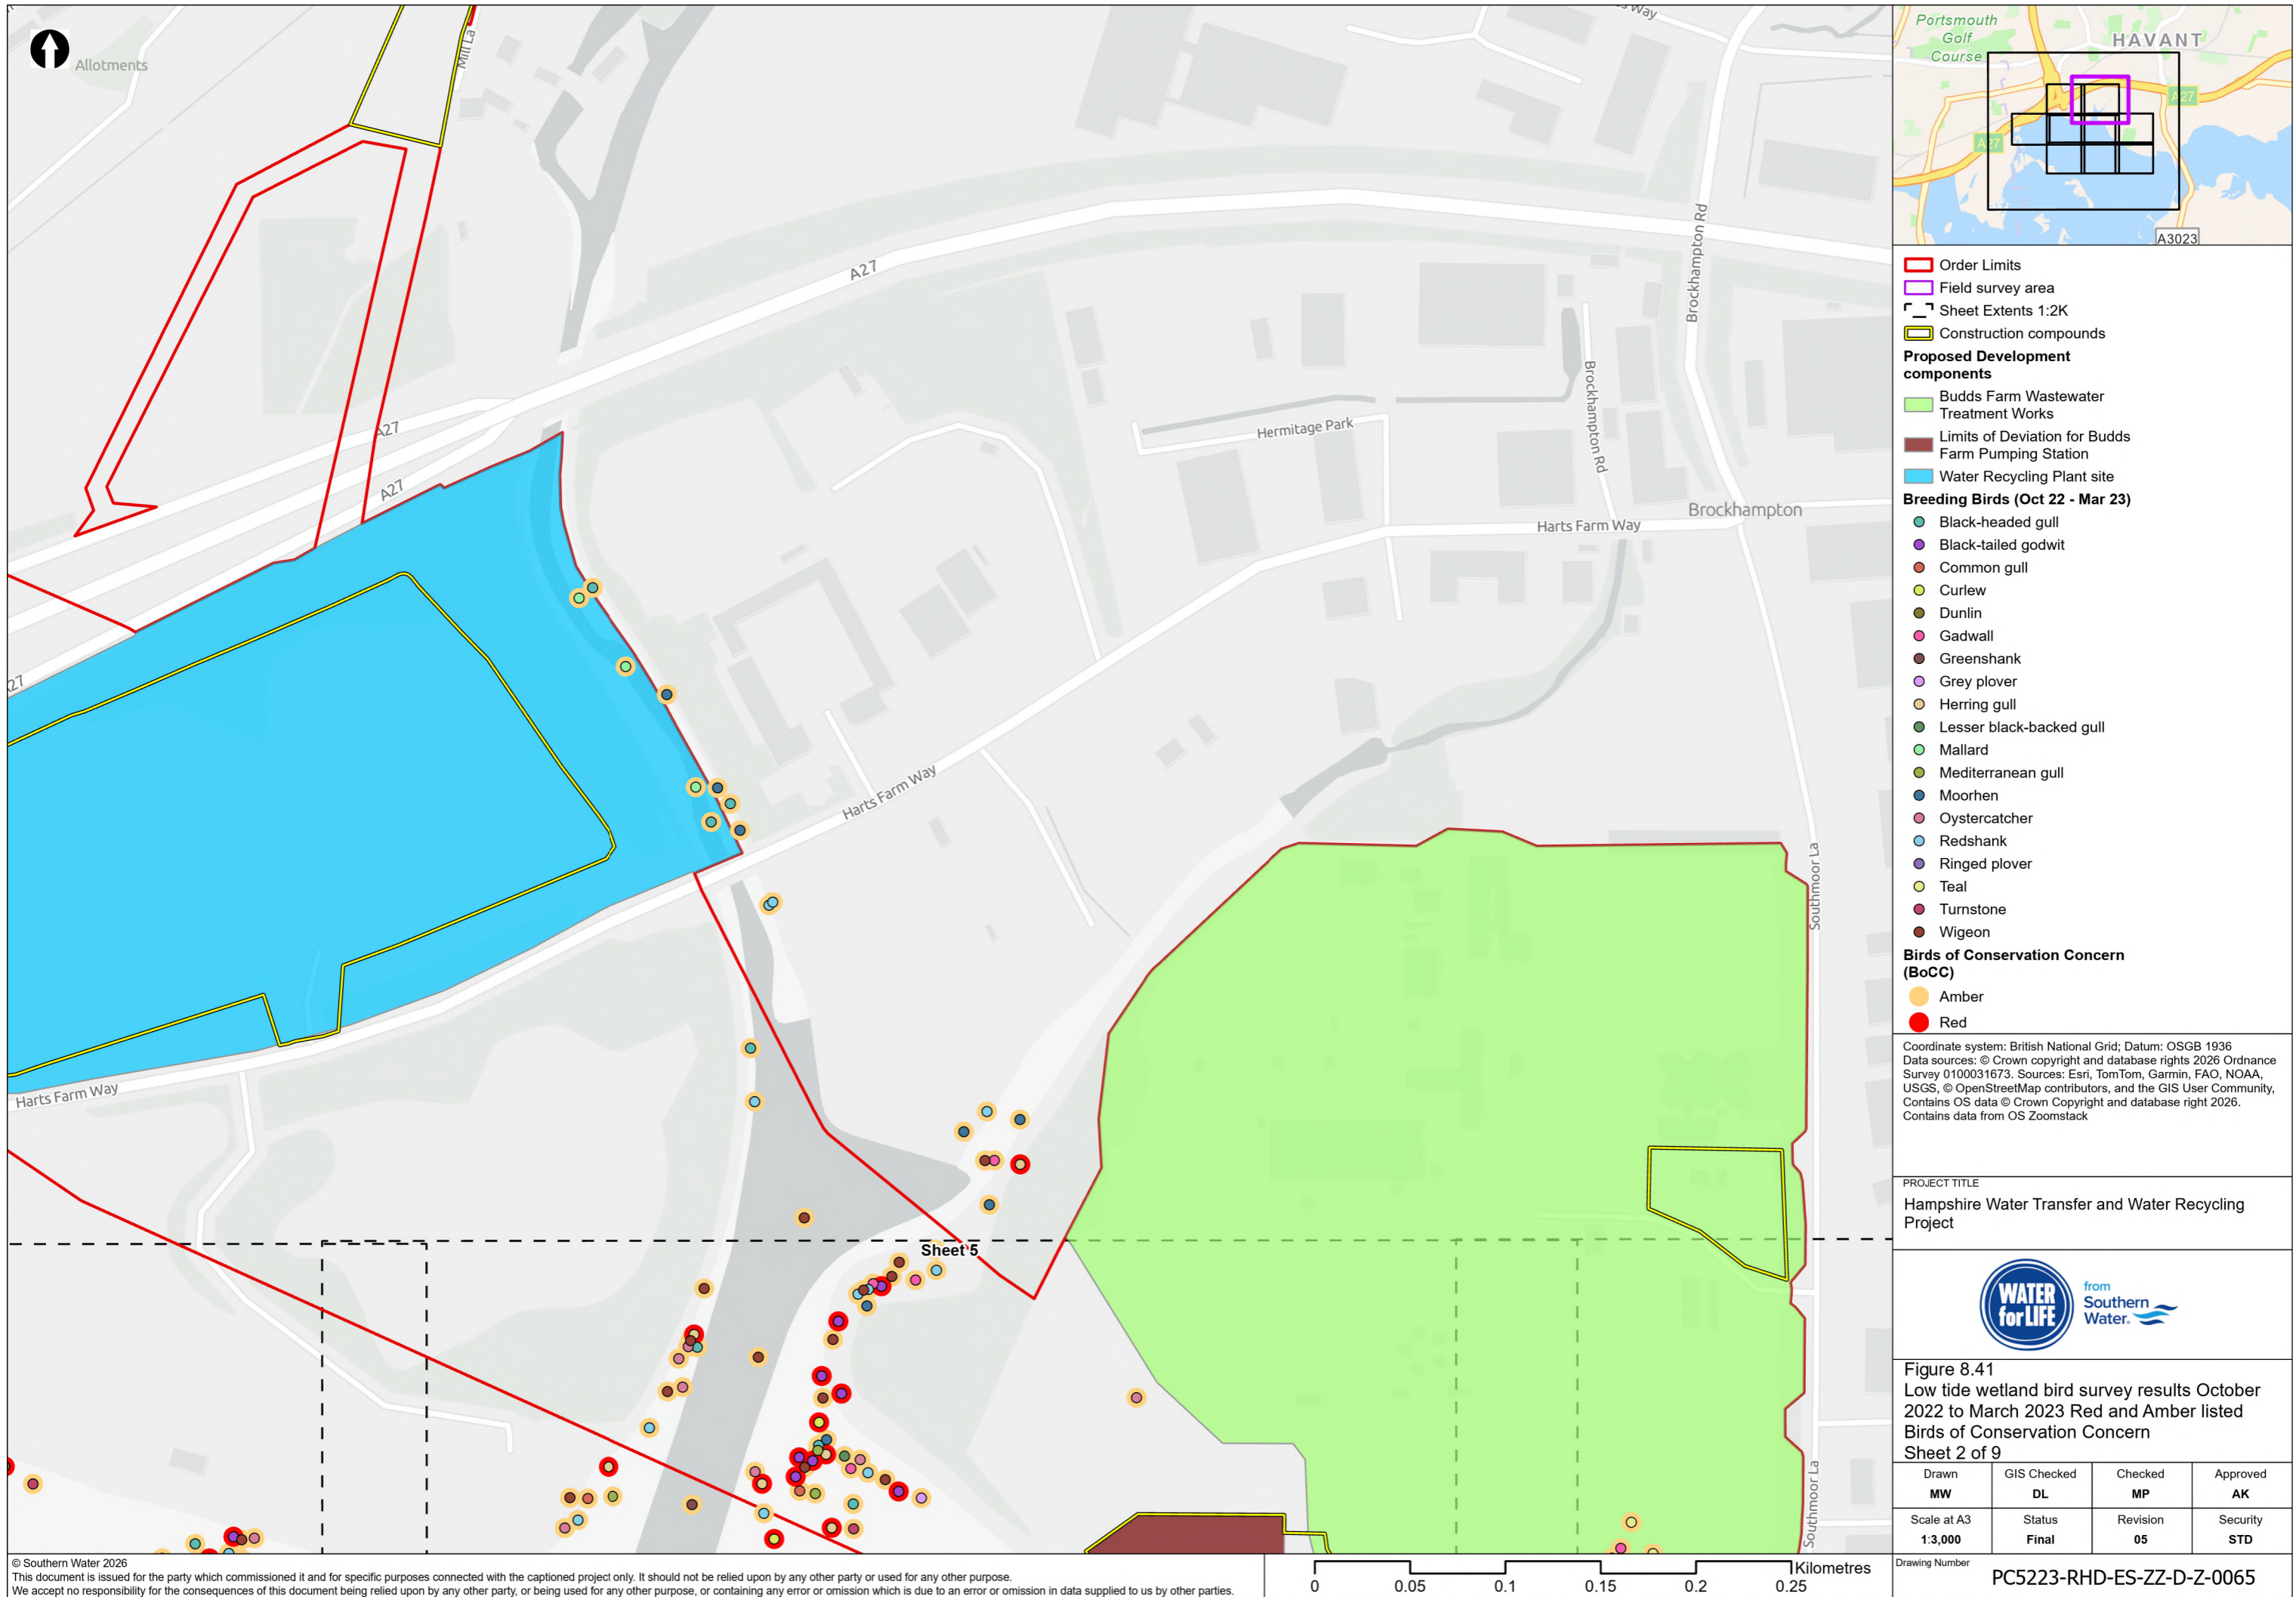 Allotments
Mill La
A27
A27
A27
Brockhampton Rd
Brockhampton Rd
Hermitage Park
Harts Farm Way
Brockhampton
Harts Farm Way
Southmoor La
Harts Farm Way
Sheet 5
Southmoor La
Portsmouth
Golf
Course
HAVANT
A27
A27
A3023
Order Limits
Field survey area
Sheet Extents 1:2K
Construction compounds
Proposed Development
components
Budds Farm Wastewater
Treatment Works
Limits of Deviation for Budds
Farm Pumping Station
Water Recycling Plant site
Breeding Birds (Oct 22 - Mar 23)
Black-headed gull
Black-tailed godwit
Common gull
Curlew
Dunlin
Gadwall
Greenshank
Grey plover
Herring gull
Lesser black-backed gull
Mallard
Mediterranean gull
Moorhen
Oystercatcher
Redshank
Ringed plover
Teal
Turnstone
Wigeon
Birds of Conservation Concern
(BoCC)
Amber
Red
Coordinate system: British National Grid; Datum: OSGB 1936
Data sources: © Crown copyright and database rights 2026 Ordnance
Survey 0100031673. Sources: Esri, TomTom, Garmin, FAO, NOAA,
USGS, © OpenStreetMap contributors, and the GIS User Community,
Contains OS data © Crown Copyright and database right 2026.
Contains data from OS Zoomstack
PROJECT TITLE
Hampshire Water Transfer and Water Recycling
Project
WATER
for LIFE
from
Southern
Water
Figure 8.41
Low tide wetland bird survey results October
2022 to March 2023 Red and Amber listed
Birds of Conservation Concern
Sheet 2 of 9
Drawn GIS Checked Checked Approved
MW DL MP AK
Scale at A3 Status Revision Security
1:3,000 Final 05 STD
Drawing Number
PC5223-RHD-ES-ZZ-D-Z-0065
© Southern Water 2026
This document is issued for the party which commissioned it and for specific purposes connected with the captioned project only. It should not be relied upon by any other party or used for any other purpose.
We accept no responsibility for the consequences of this document being relied upon by any other party, or being used for any other purpose, or containing any error or omission which is due to an error or omission in data supplied to us by other parties.
Kilometres
0 0.05 0.1 0.15 0.2 0.25